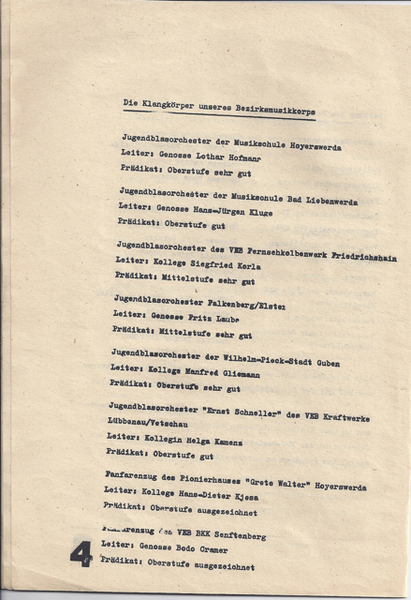 Die Klangkörper unseres Bezirksmusikkorps
Jugendblasorchester der Musikschule Hoyerswerda
Leiter: Genosse Lothar Hofmann
Prädikat: Oberstufe sehr gut
Jugendblasorchester der Musikschule Bad Liebenwerda
Leiter: Genosse Hans-Jürgen Kluge
Prädikat: Oberstufe gut
Jugendblasorchester des VEB Fernsehkolbenwerk Friedrichshain
Leiter: Kollege Siegfried Korla
Prädikat: Mittelstufe sehr gut
Jugendblasorchester Falkenberg/Elster
Leiter: Genosse Fritz Laube
Prädikat: Mittelstufe sehr gut
Jugendblasorchester der Wilhelm-Pieck-Stadt Guben
Leiter: Kollege Manfred Gliemann
Prädikat: Oberstufe sehr gut
Jugendblasorchester "Ernst Schneller" des VEB Kraftwerke
Lübbenau/Vetschau
Leiter: Kollegin Helga Kamenz
Prädikat: Oberstufe gut
Fanfarenzug des Pionierhauses "Grete Walter" Hoyerswerda
Leiter: Kollege Hans-Dieter Kjesa
Prädikat: Oberstufe ausgezeichnet
Fanfarenzug des VEB BKK Senftenberg
Leiter: Genosse Bodo Cramer
Prädikat: Oberstufe ausgezeichnet
4